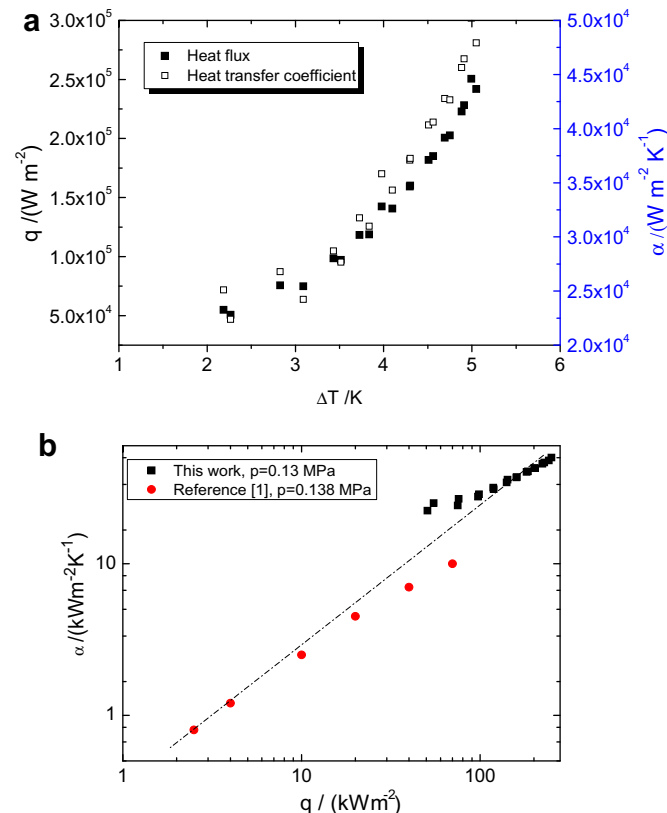 a
Heat flux
Heat transfer coefficient
q /(W m-2)
3.0x10^5
2.5x10^5
2.0x10^5
1.5x10^5
1.0x10^5
5.0x10^4
5.0x10^4
4.5x10^4
4.0x10^4
3.5x10^4
3.0x10^4
2.5x10^4
2.0x10^4
α /(W m-2 K-1)
1 2 3 4 5 6
ΔT /K
b
This work, p=0.13 MPa
Reference [1], p=0.138 MPa
α /(kWm-2K-1)
10
1
1 10 100
q / (kWm-2)